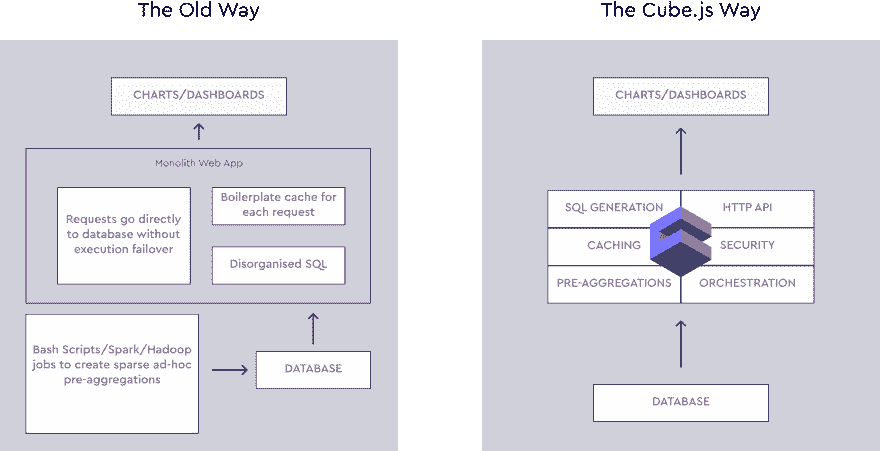 The Old Way
CHARTS/DASHBOARDS
Monolith Web App
Requests go directly
to database without
execution failover
Boilerplate cache for
each request
Disorganised SQL
Bash Scripts/Spark/Hadoop
jobs to create sparse ad-hoc
pre-aggregations
DATABASE
The Cube.js Way
CHARTS/DASHBOARDS
SQL GENERATION
HTTP API
CACHING
SECURITY
PRE-AGGREGATIONS
ORCHESTRATION
DATABASE